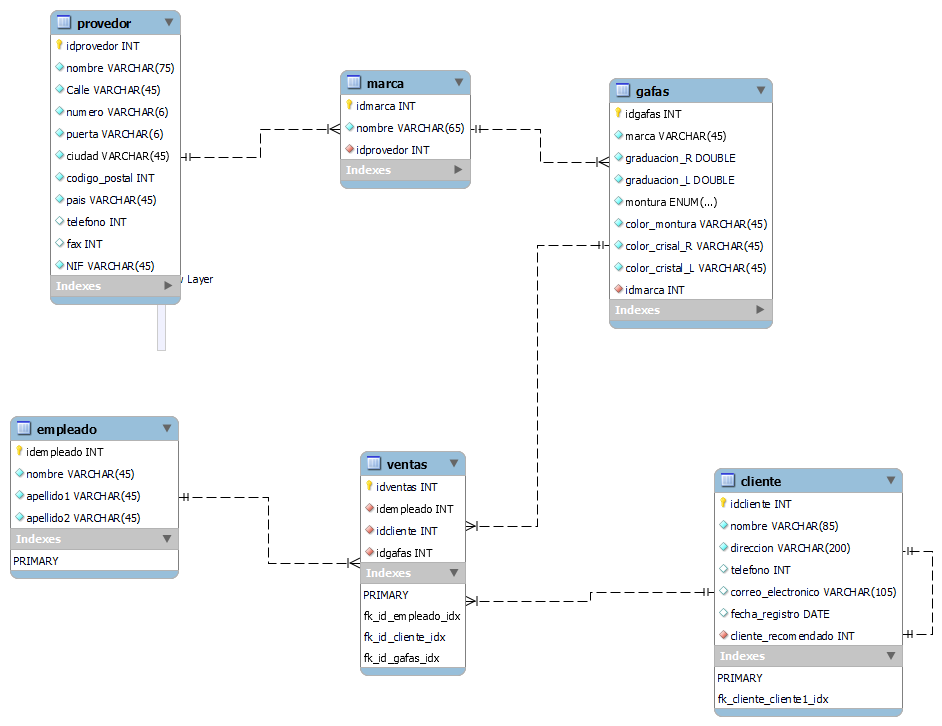 provedor
idprovedor INT
nombre VARCHAR(75)
Calle VARCHAR(45)
numero VARCHAR(6)
puerta VARCHAR(6)
ciudad VARCHAR(45)
codigo_postal INT
pais VARCHAR(45)
telefono INT
fax INT
NIF VARCHAR(45)
Indexes
Layer
marca
idmarca INT
nombre VARCHAR(65)
idprovedor INT
Indexes
gafas
idgafas INT
marca VARCHAR(45)
graduacion_R DOUBLE
graduacion_L DOUBLE
montura ENUM(...)
color_montura VARCHAR(45)
color_crisal_R VARCHAR(45)
color_cristal_L VARCHAR(45)
idmarca INT
Indexes
empleado
idempleado INT
nombre VARCHAR(45)
apellido1 VARCHAR(45)
apellido2 VARCHAR(45)
Indexes
PRIMARY
ventas
idventas INT
idempleado INT
idcliente INT
idgafas INT
Indexes
PRIMARY
fk_id_empleado_idx
fk_id_cliente_idx
fk_id_gafas_idx
cliente
idcliente INT
nombre VARCHAR(85)
direccion VARCHAR(200)
telefono INT
correo_electronico VARCHAR(105)
fecha_registro DATE
cliente_recomendado INT
Indexes
PRIMARY
fk_cliente_cliente1_idx